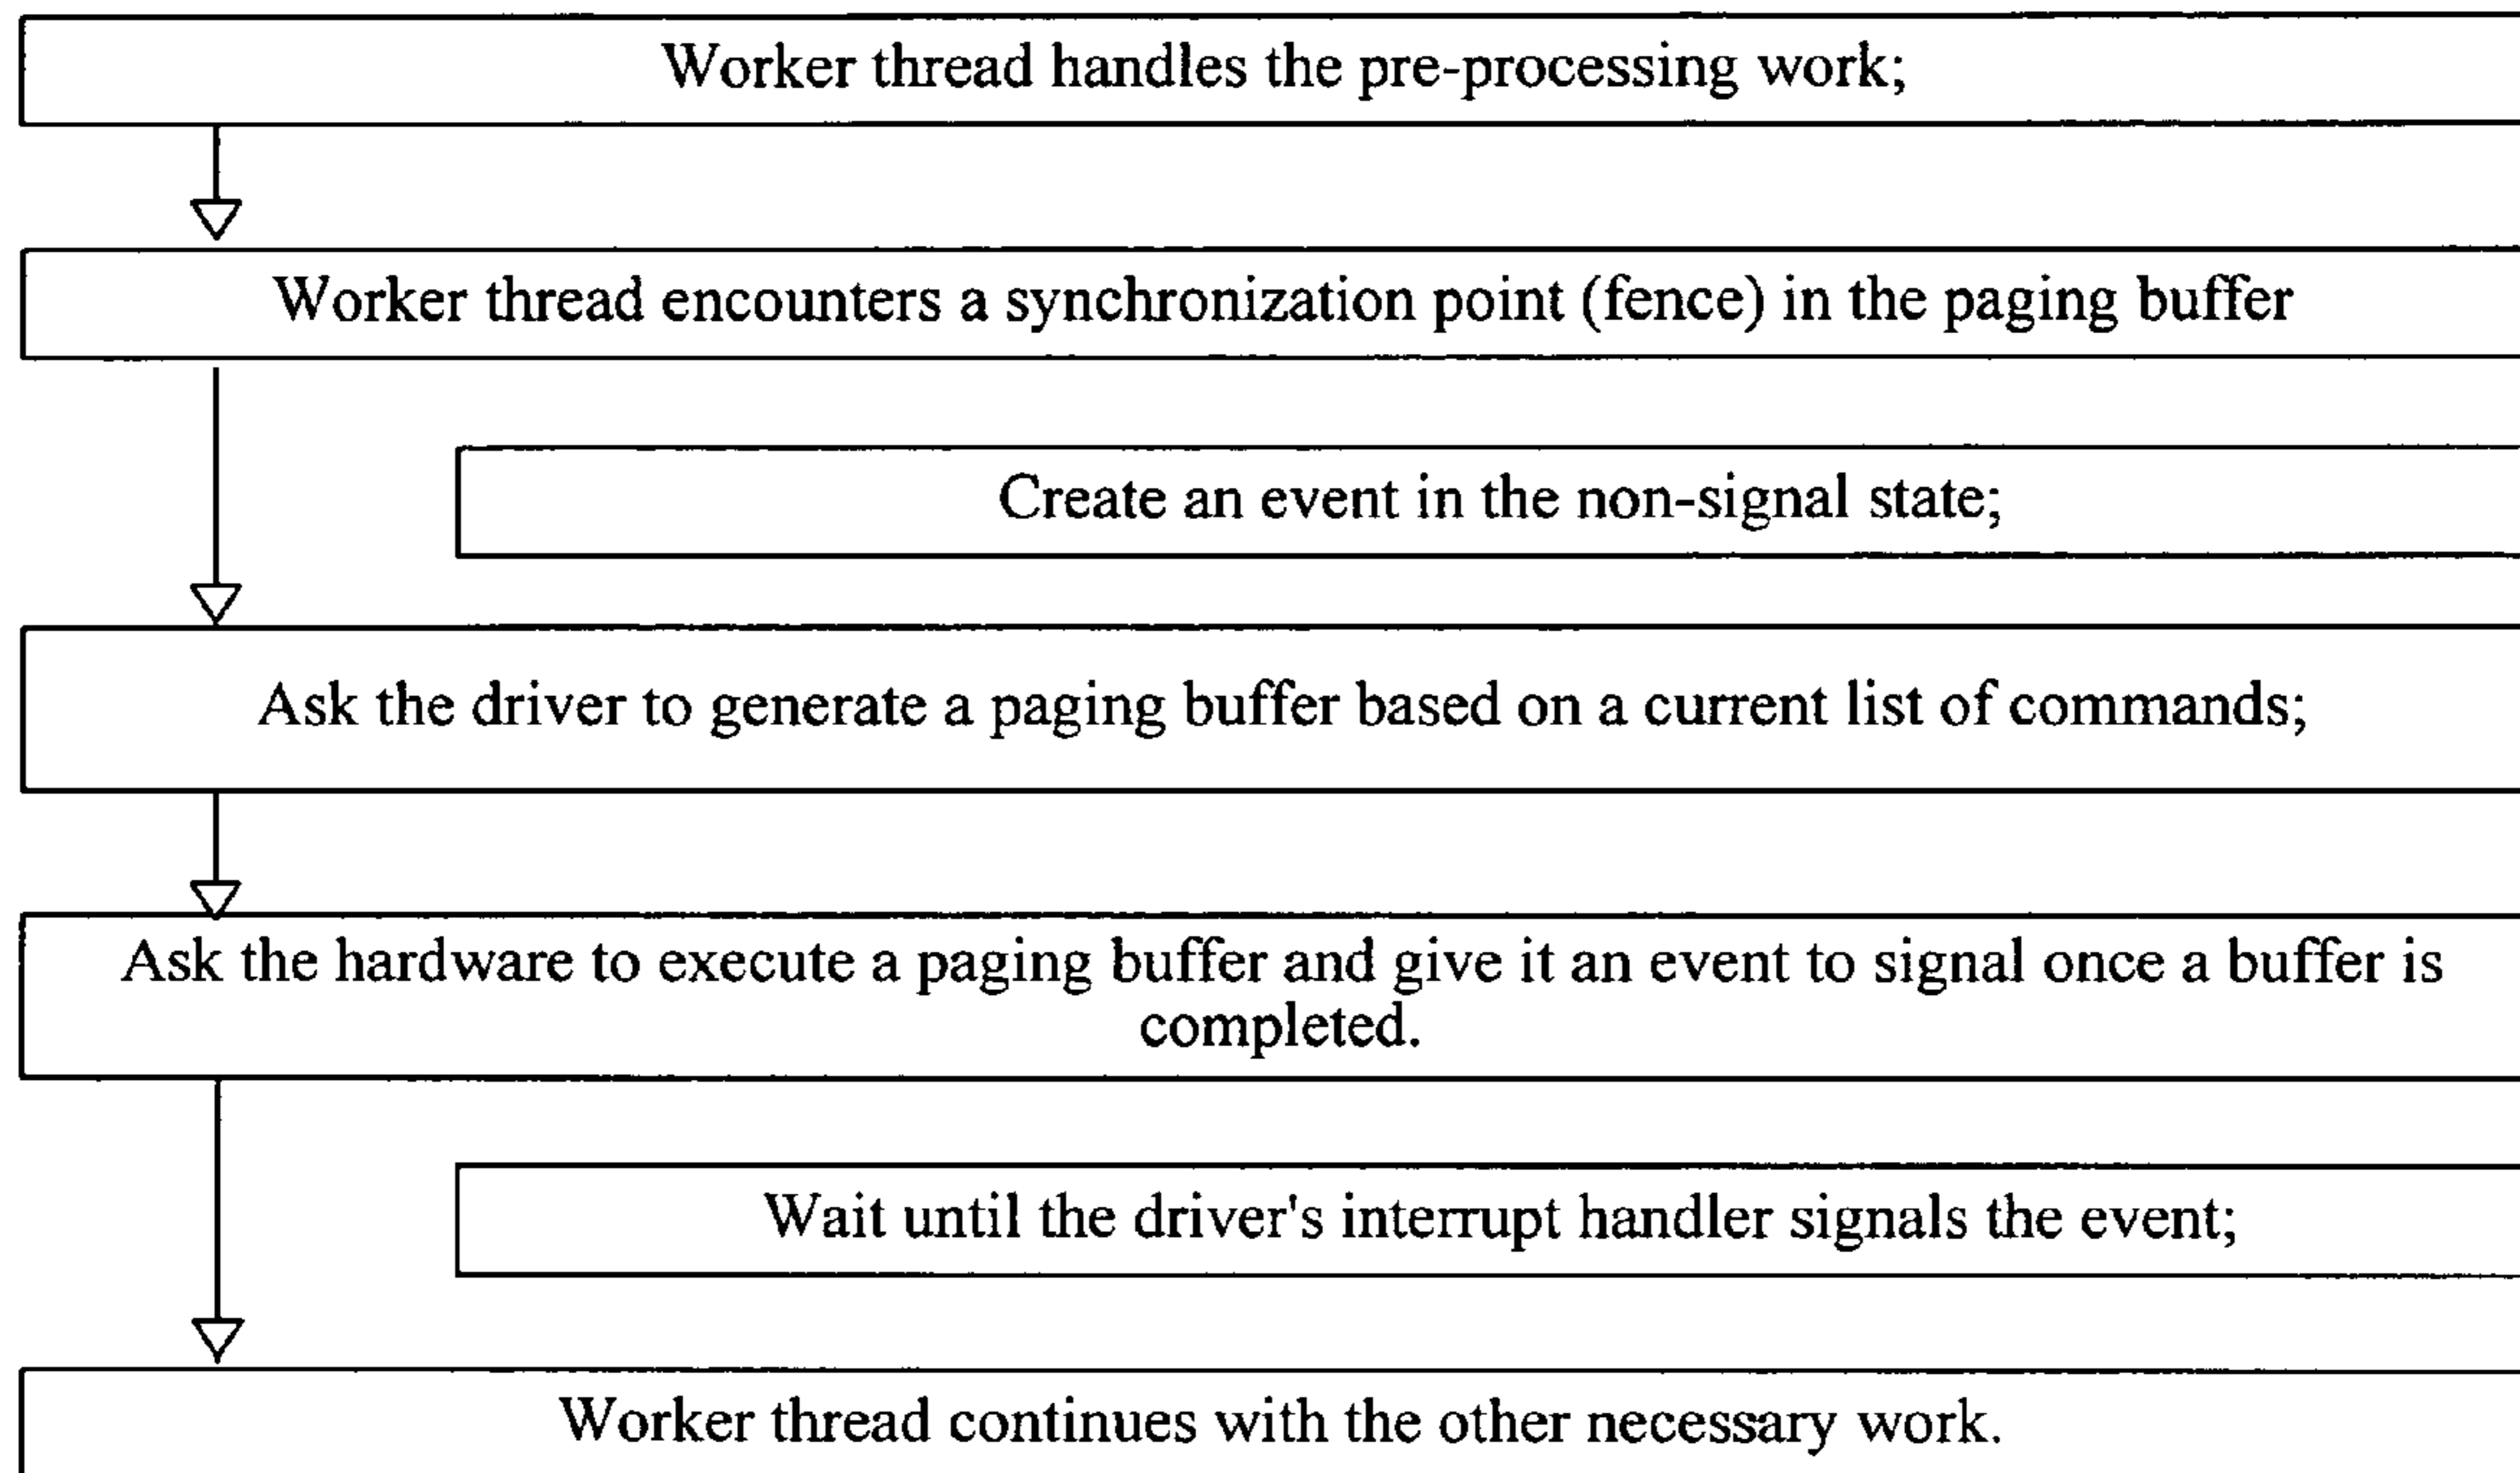 Worker thread handles the pre-processing work;
Worker thread encounters a synchronization point (fence) in the paging buffer
Create an event in the non-signal state;
Ask the driver to generate a paging buffer based on a current list of commands;
Ask the hardware to execute a paging buffer and give it an event to signal once a buffer is
completed.
Wait until the driver's interrupt handler signals the event;
Worker thread continues with the other necessary work.